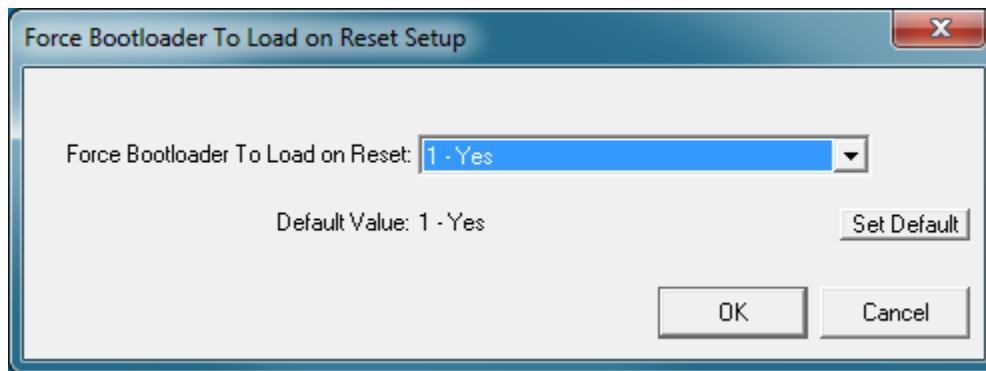 Force Bootloader To Load on Reset Setup
Force Bootloader To Load on Reset: 1 - Yes
Default Value: 1 - Yes
Set Default
OK
Cancel